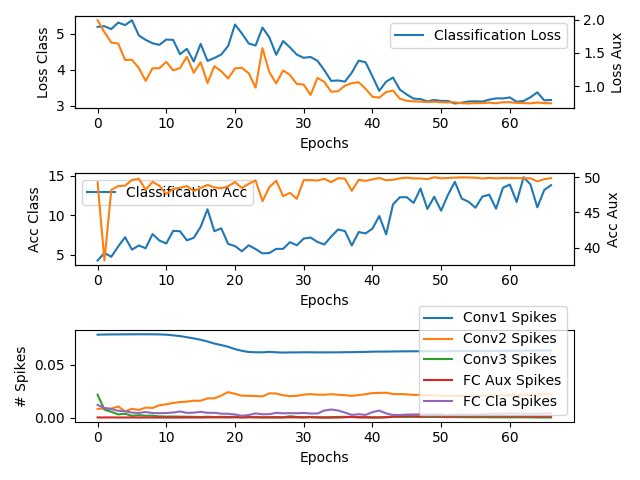 Loss Class
5
4
3
Classification Loss
2.0
1.5
1.0
Loss Aux
0 10 20 30 40 50 60
Epochs
Acc Class
15
10
5
Classification Acc
50
45
40
Acc Aux
0 10 20 30 40 50 60
Epochs
# Spikes
0.05
0.00
Conv1 Spikes
Conv2 Spikes
Conv3 Spikes
FC Aux Spikes
FC Cla Spikes
0 10 20 30 40 50 60
Epochs